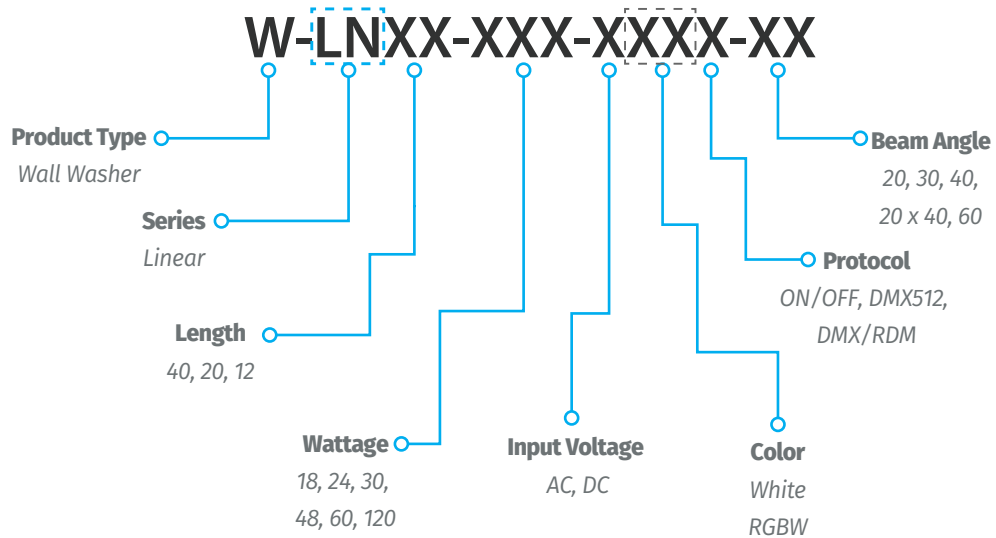 W-LNXX-XXX-XXXX-XX
Product Type
Wall Washer
Series
Linear
Length
40, 20, 12
Wattage
18, 24, 30,
48, 60, 120
Input Voltage
AC, DC
Color
White
RGBW
Protocol
ON/OFF, DMX512,
DMX/RDM
Beam Angle
20, 30, 40,
20 x 40, 60